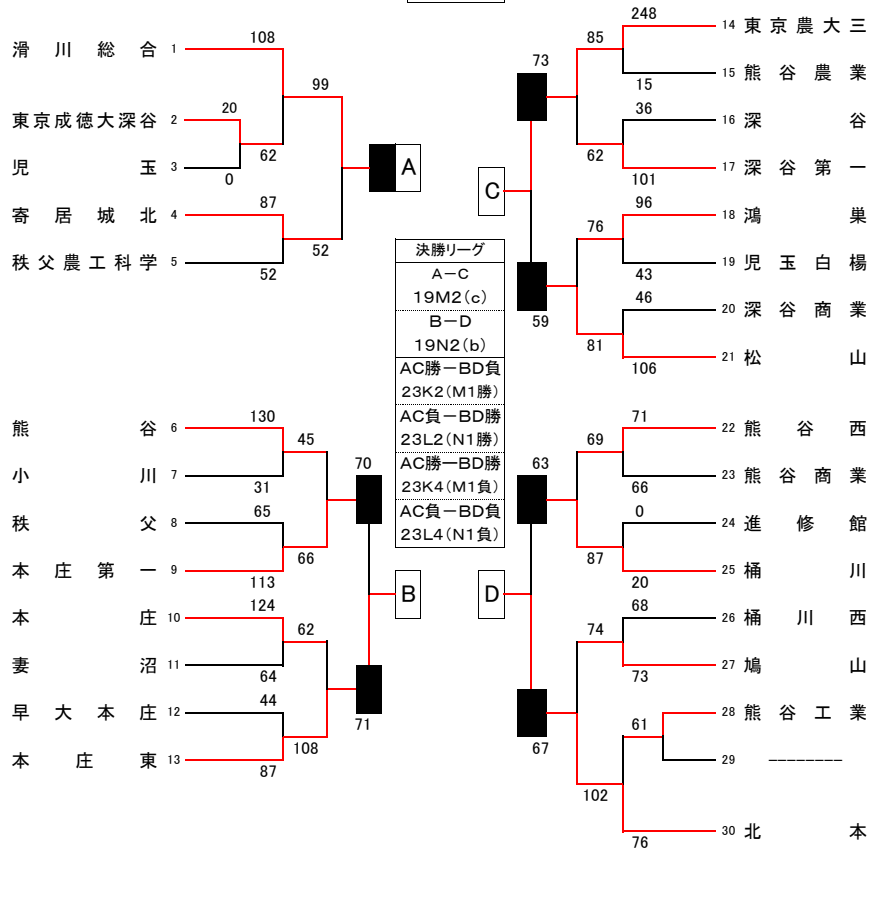 滑川総合 1 108
99
東京成徳大深谷 2 20
62
児玉 3 0
A
寄居城北 4 87
52
秩父農工科学 5 52
248 14 東京農大三
85
73
15 15 熊谷農業
36 16 深谷
62
101 17 深谷第一
C
96 18 鴻巣
76
43 19 児玉白楊
59
46 20 深谷商業
81
106 21 松山
決勝リーグ
A－C
19M2(c)
B－D
19N2(b)
AC勝－BD負
23K2(M1勝)
AC負－BD勝
23L2(N1勝)
AC勝－BD勝
23K4(M1負)
AC負－BD負
23L4(N1負)
熊谷 6 130
45
小川 7 31
70
秩父 8 65
66
本庄第一 9 113
B
本庄 10 124
62
妻沼 11 64
71
早大本庄 12 44
108
本庄東 13 87
71 22 熊谷西
69
66 23 熊谷商業
63
0 24 進修館
87
20 25 桶川
D
68 26 桶川西
74
73 27 鳩山
67
28 熊谷工業
61
29 --------
102
76 30 北本